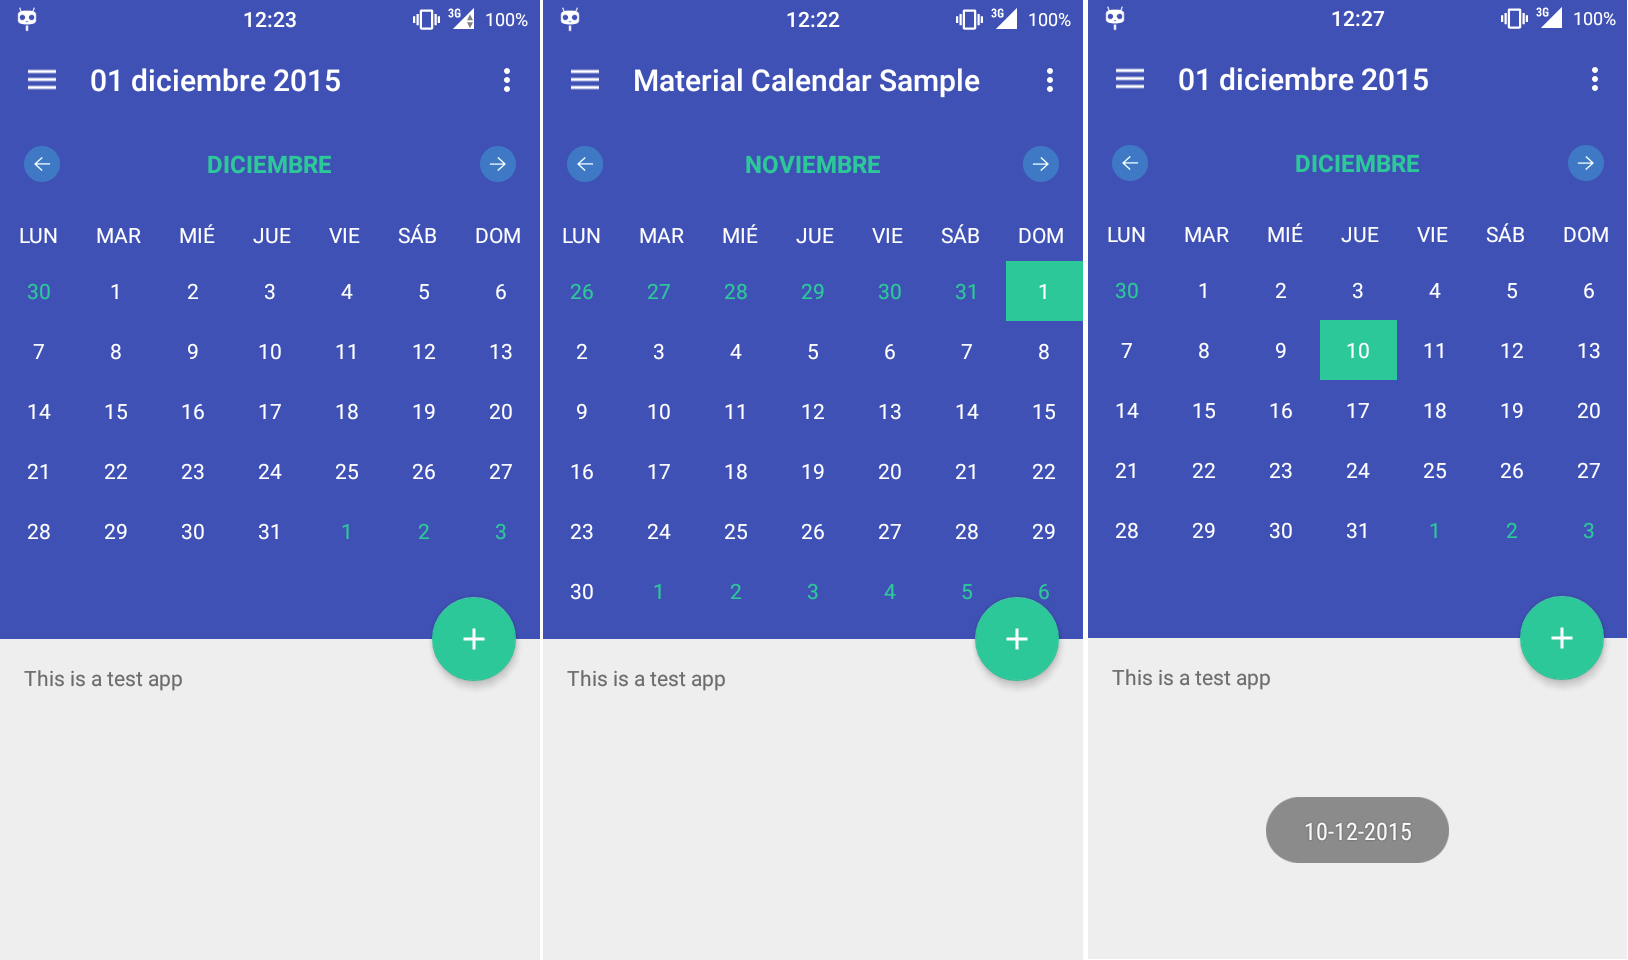 12:23 3G 100%
01 diciembre 2015
DICIEMBRE
LUN MAR MIÉ JUE VIE SÁB DOM
30 1 2 3 4 5 6
7 8 9 10 11 12 13
14 15 16 17 18 19 20
21 22 23 24 25 26 27
28 29 30 31 1 2 3
This is a test app
12:22 3G 100%
Material Calendar Sample
NOVIEMBRE
LUN MAR MIÉ JUE VIE SÁB DOM
26 27 28 29 30 31 1
2 3 4 5 6 7 8
9 10 11 12 13 14 15
16 17 18 19 20 21 22
23 24 25 26 27 28 29
30 1 2 3 4 5 6
This is a test app
12:27 3G 100%
01 diciembre 2015
DICIEMBRE
LUN MAR MIÉ JUE VIE SÁB DOM
30 1 2 3 4 5 6
7 8 9 10 11 12 13
14 15 16 17 18 19 20
21 22 23 24 25 26 27
28 29 30 31 1 2 3
This is a test app
10-12-2015